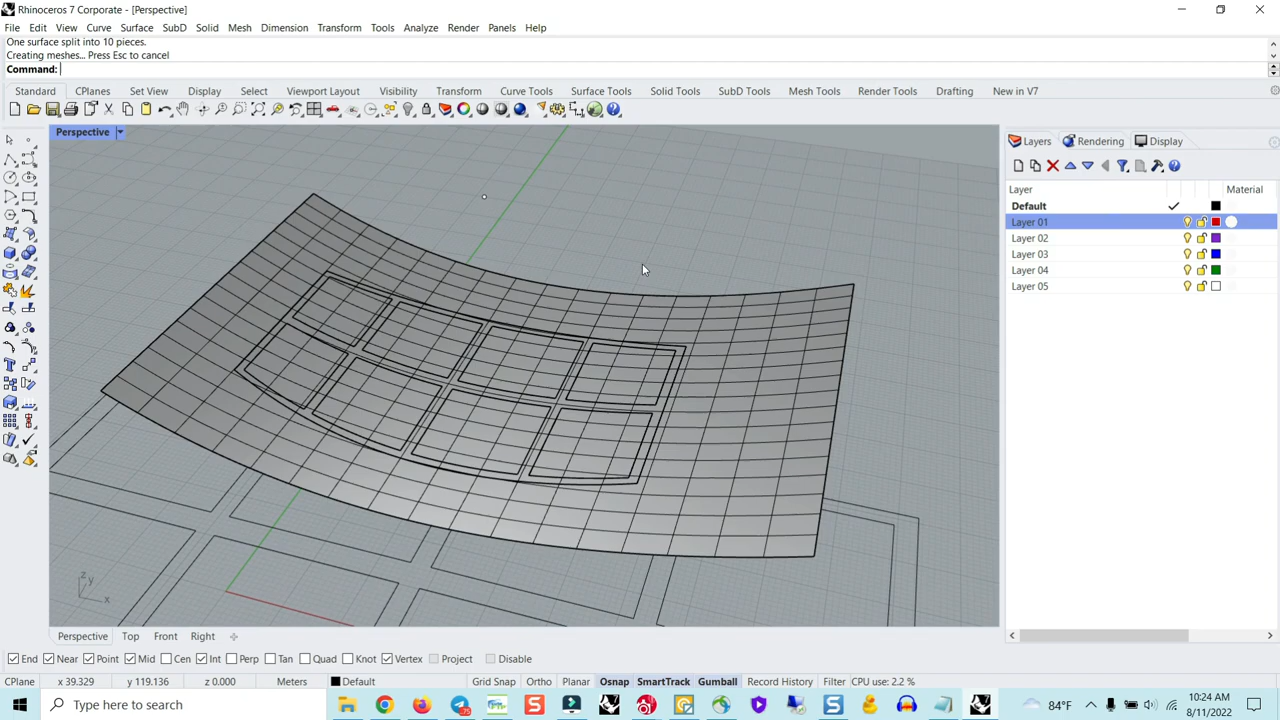 Rhinoceros 7 Corporate - [Perspective]
File Edit View Curve Surface SubD Solid Mesh Dimension Transform Tools Analyze Render Panels Help
One surface split into 10 pieces.
Creating meshes... Press Esc to cancel
Command:
Standard CPlanes Set View Display Select Viewport Layout Visibility Transform Curve Tools Surface Tools Solid Tools SubD Tools Mesh Tools Render Tools Drafting New in V7
Perspective
Layers Rendering Display
Layer Material
Default
Layer 01
Layer 02
Layer 03
Layer 04
Layer 05
z y x
Perspective Top Front Right
End Near Point Mid Cen Int Perp Tan Quad Knot Vertex Project Disable
CPlane x 39.329 y 119.136 z 0.000 Meters Default Grid Snap Ortho Planar Osnap SmartTrack Gumball Record History Filter CPU use: 2.2 %
Type here to search
84°F
10:24 AM
8/11/2022